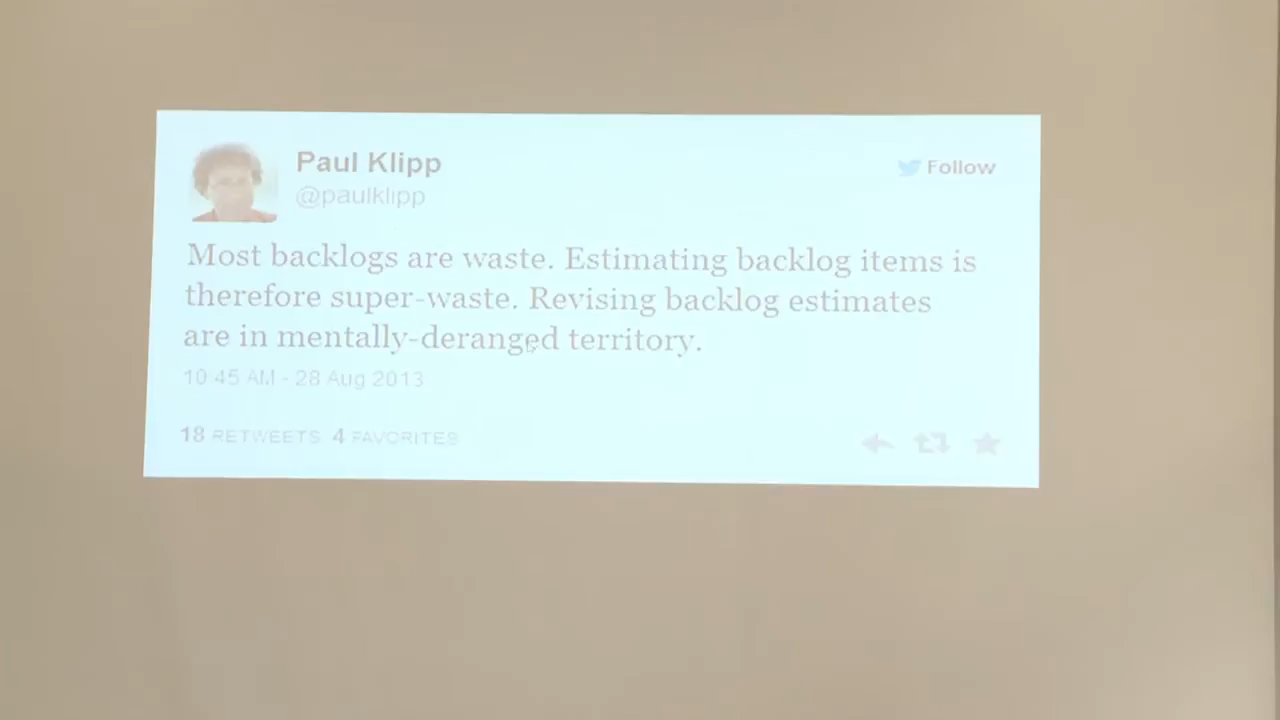 Paul Klipp
@paulklipp
Follow
Most backlogs are waste. Estimating backlog items is
therefore super-waste. Revising backlog estimates
are in mentally-deranged territory.
10:45 AM - 28 Aug 2013
18 RETWEETS 4 FAVORITES